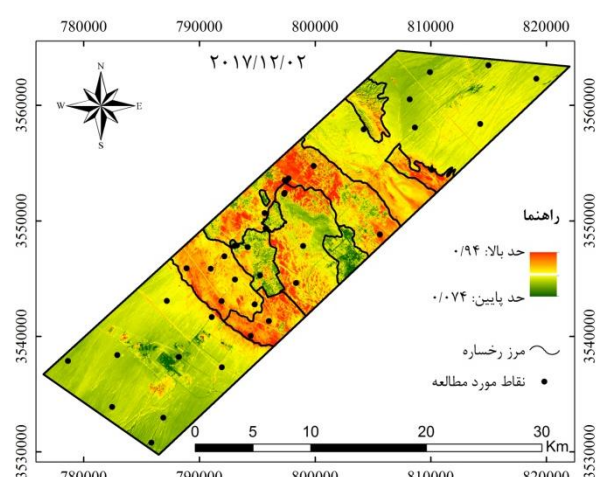 780000 790000 800000 810000 820000
۲۰۱۷/۱۲/۰۲
N
W E
S
3560000 3560000
3550000 3550000
3540000 3540000
3530000 3530000
راهنما
حد بالا: ۰/۹۴
حد پایین: ۰/۰۷۴
مرز رخساره
نقاط مورد مطالعه
0 5 10 20 30
Km
780000 790000 800000 810000 820000